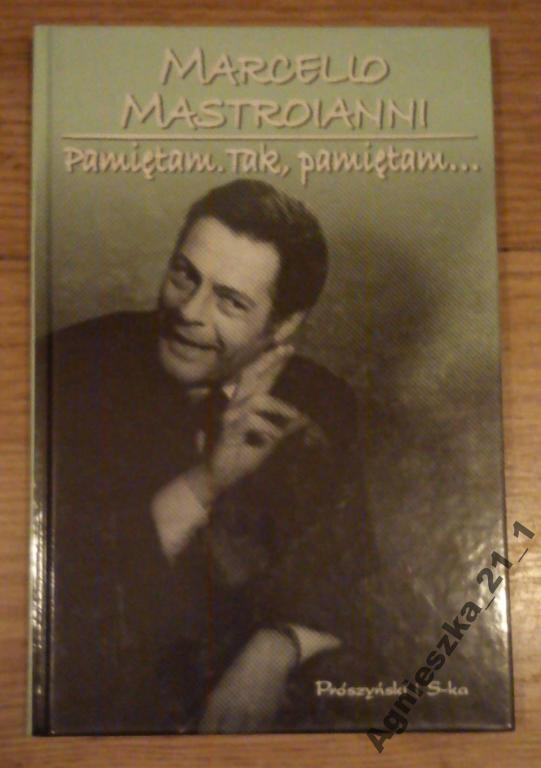 MARCELLO
MASTROIANNI
Pamiętam. Tak, pamiętam...
Prószyński S-ka
Agnieszka_21_1